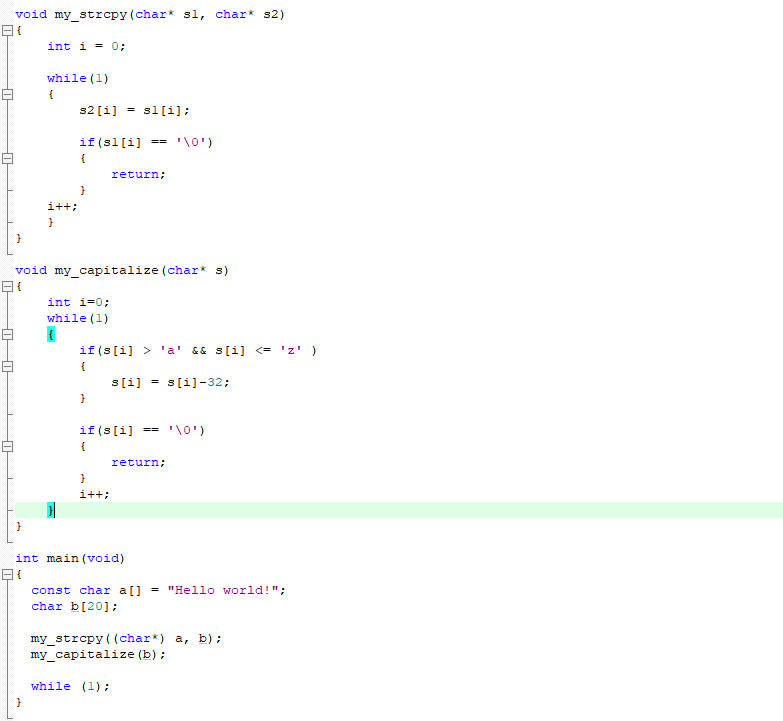 void my_strcpy(char* s1, char* s2)
{
    int i = 0;

    while(1)
    {
        s2[i] = s1[i];

        if(s1[i] == '\0')
        {
            return;
        }
    i++;
    }
}

void my_capitalize(char* s)
{
    int i=0;
    while(1)
    {
        if(s[i] > 'a' && s[i] <= 'z' )
        {
            s[i] = s[i]-32;
        }

        if(s[i] == '\0')
        {
            return;
        }
        i++;
    }
}

int main(void)
{
  const char a[] = "Hello world!";
  char b[20];

  my_strcpy((char*) a, b);
  my_capitalize(b);

  while (1);
}